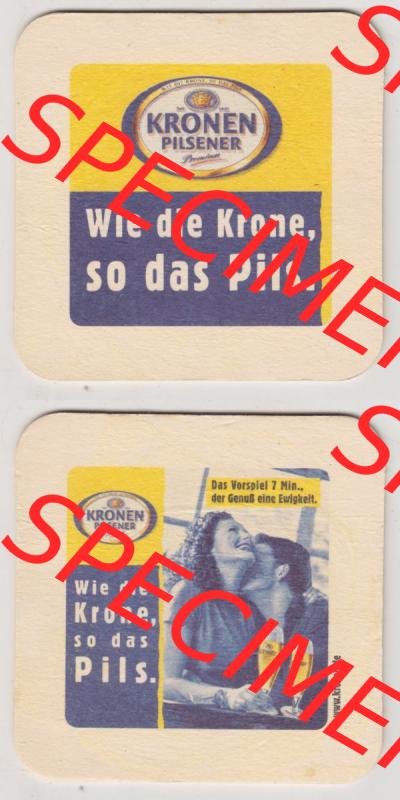 KRONEN
PILSENER
Premium
Wie die Krone,
so das Pils.
SPECIMEN
Das Vorspiel 7 Min.,
der Genuß eine Ewigkeit.
KRONEN
PILSENER
Wie die
Krone,
so das
Pils.
SPECIMEN